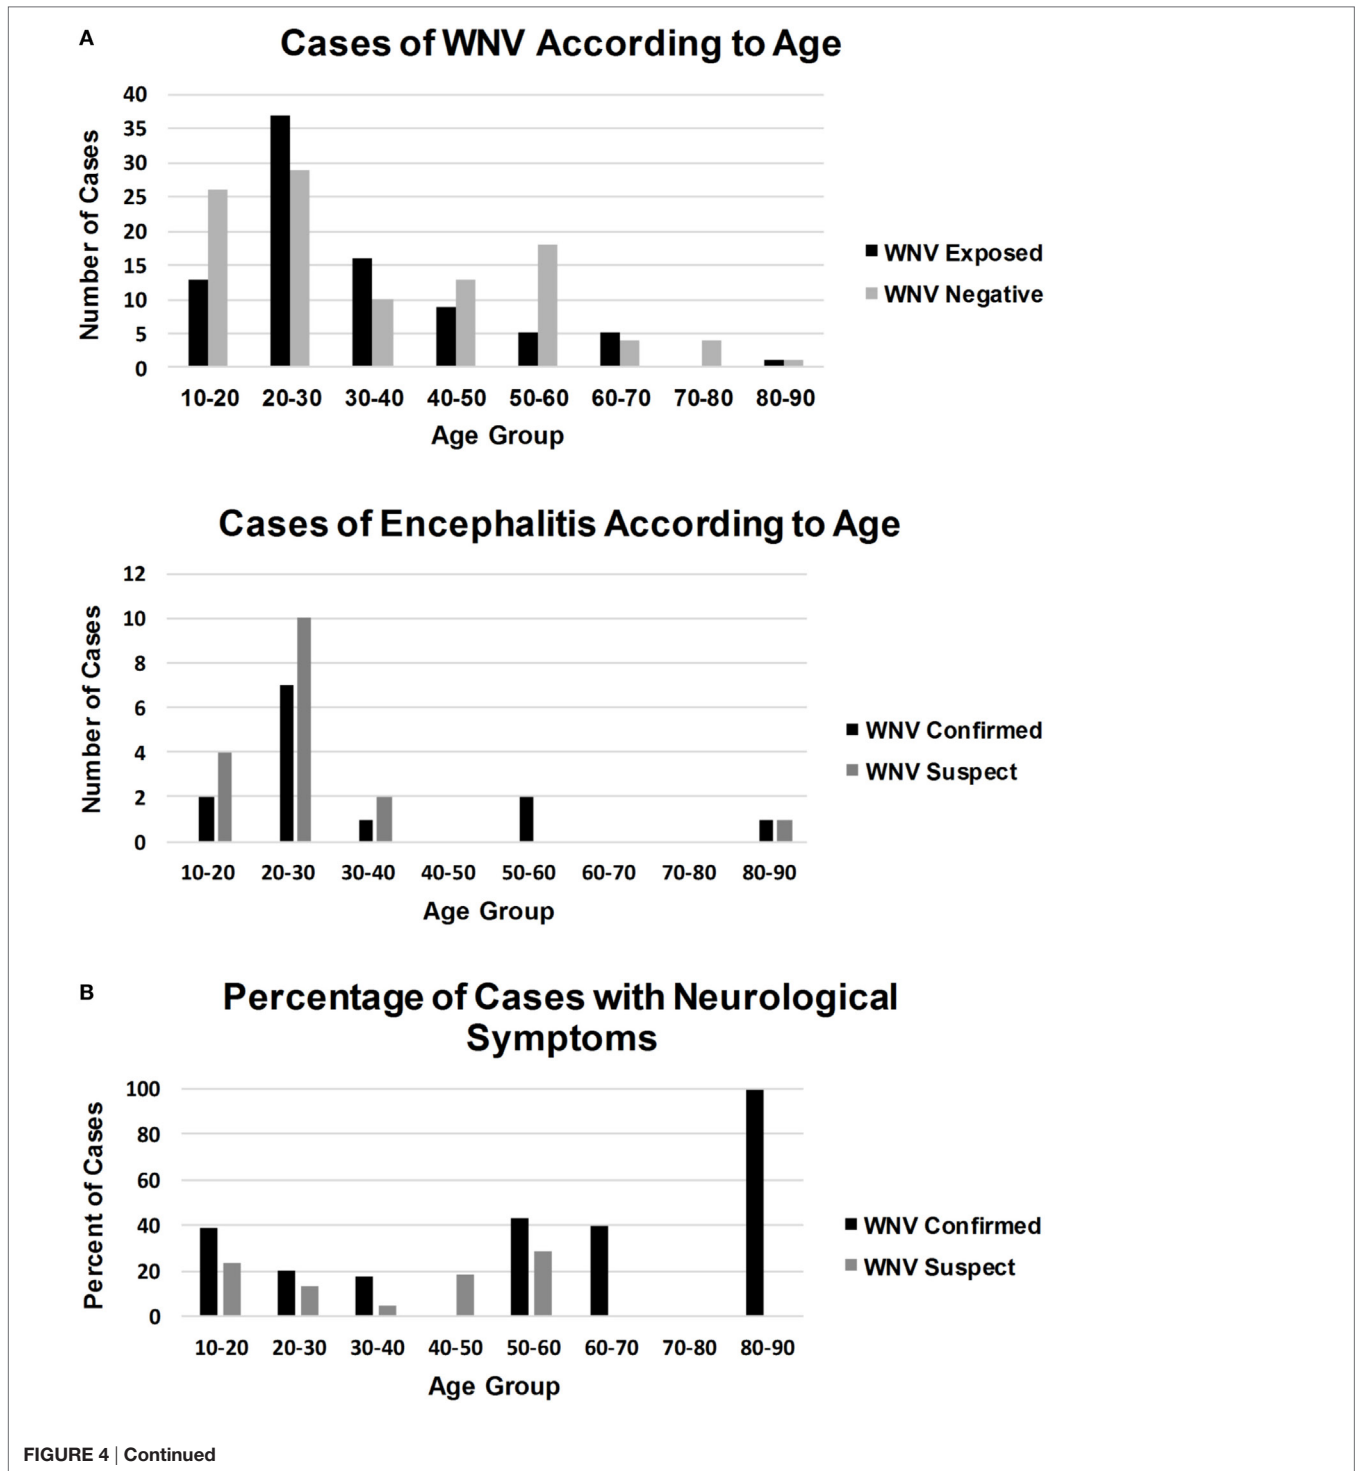 A
Cases of WNV According to Age
Number of Cases
40
35
30
25
20
15
10
5
0
10-20 20-30 30-40 40-50 50-60 60-70 70-80 80-90
Age Group
WNV Exposed
WNV Negative
Cases of Encephalitis According to Age
Number of Cases
12
10
8
6
4
2
0
10-20 20-30 30-40 40-50 50-60 60-70 70-80 80-90
Age Group
WNV Confirmed
WNV Suspect
B
Percentage of Cases with Neurological
Symptoms
Percent of Cases
100
80
60
40
20
0
10-20 20-30 30-40 40-50 50-60 60-70 70-80 80-90
Age Group
WNV Confirmed
WNV Suspect
FIGURE 4 | Continued